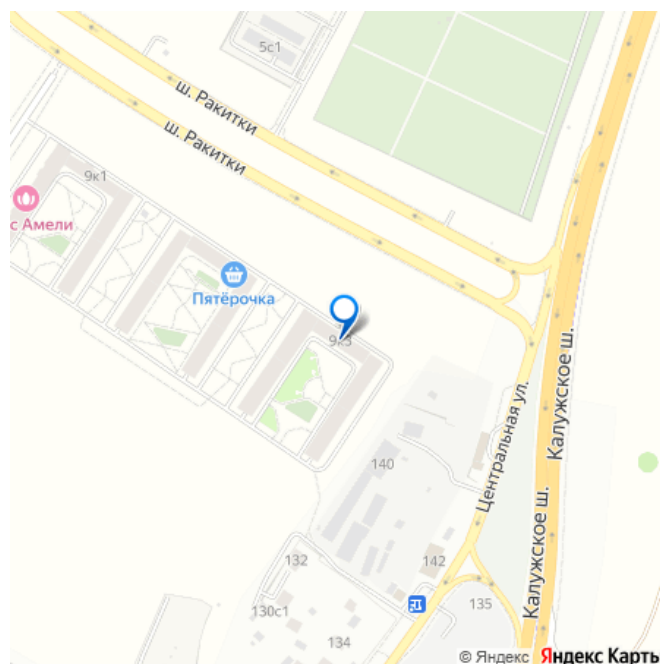 5с1
ш. Ракитки
ш. Ракитки
9к1
с Амели
Пятёрочка
9к3
Калужское ш.
Центральная ул.
140
Калужское ш.
132
142
130с1
135
134
© Яндекс Яндекс Карть